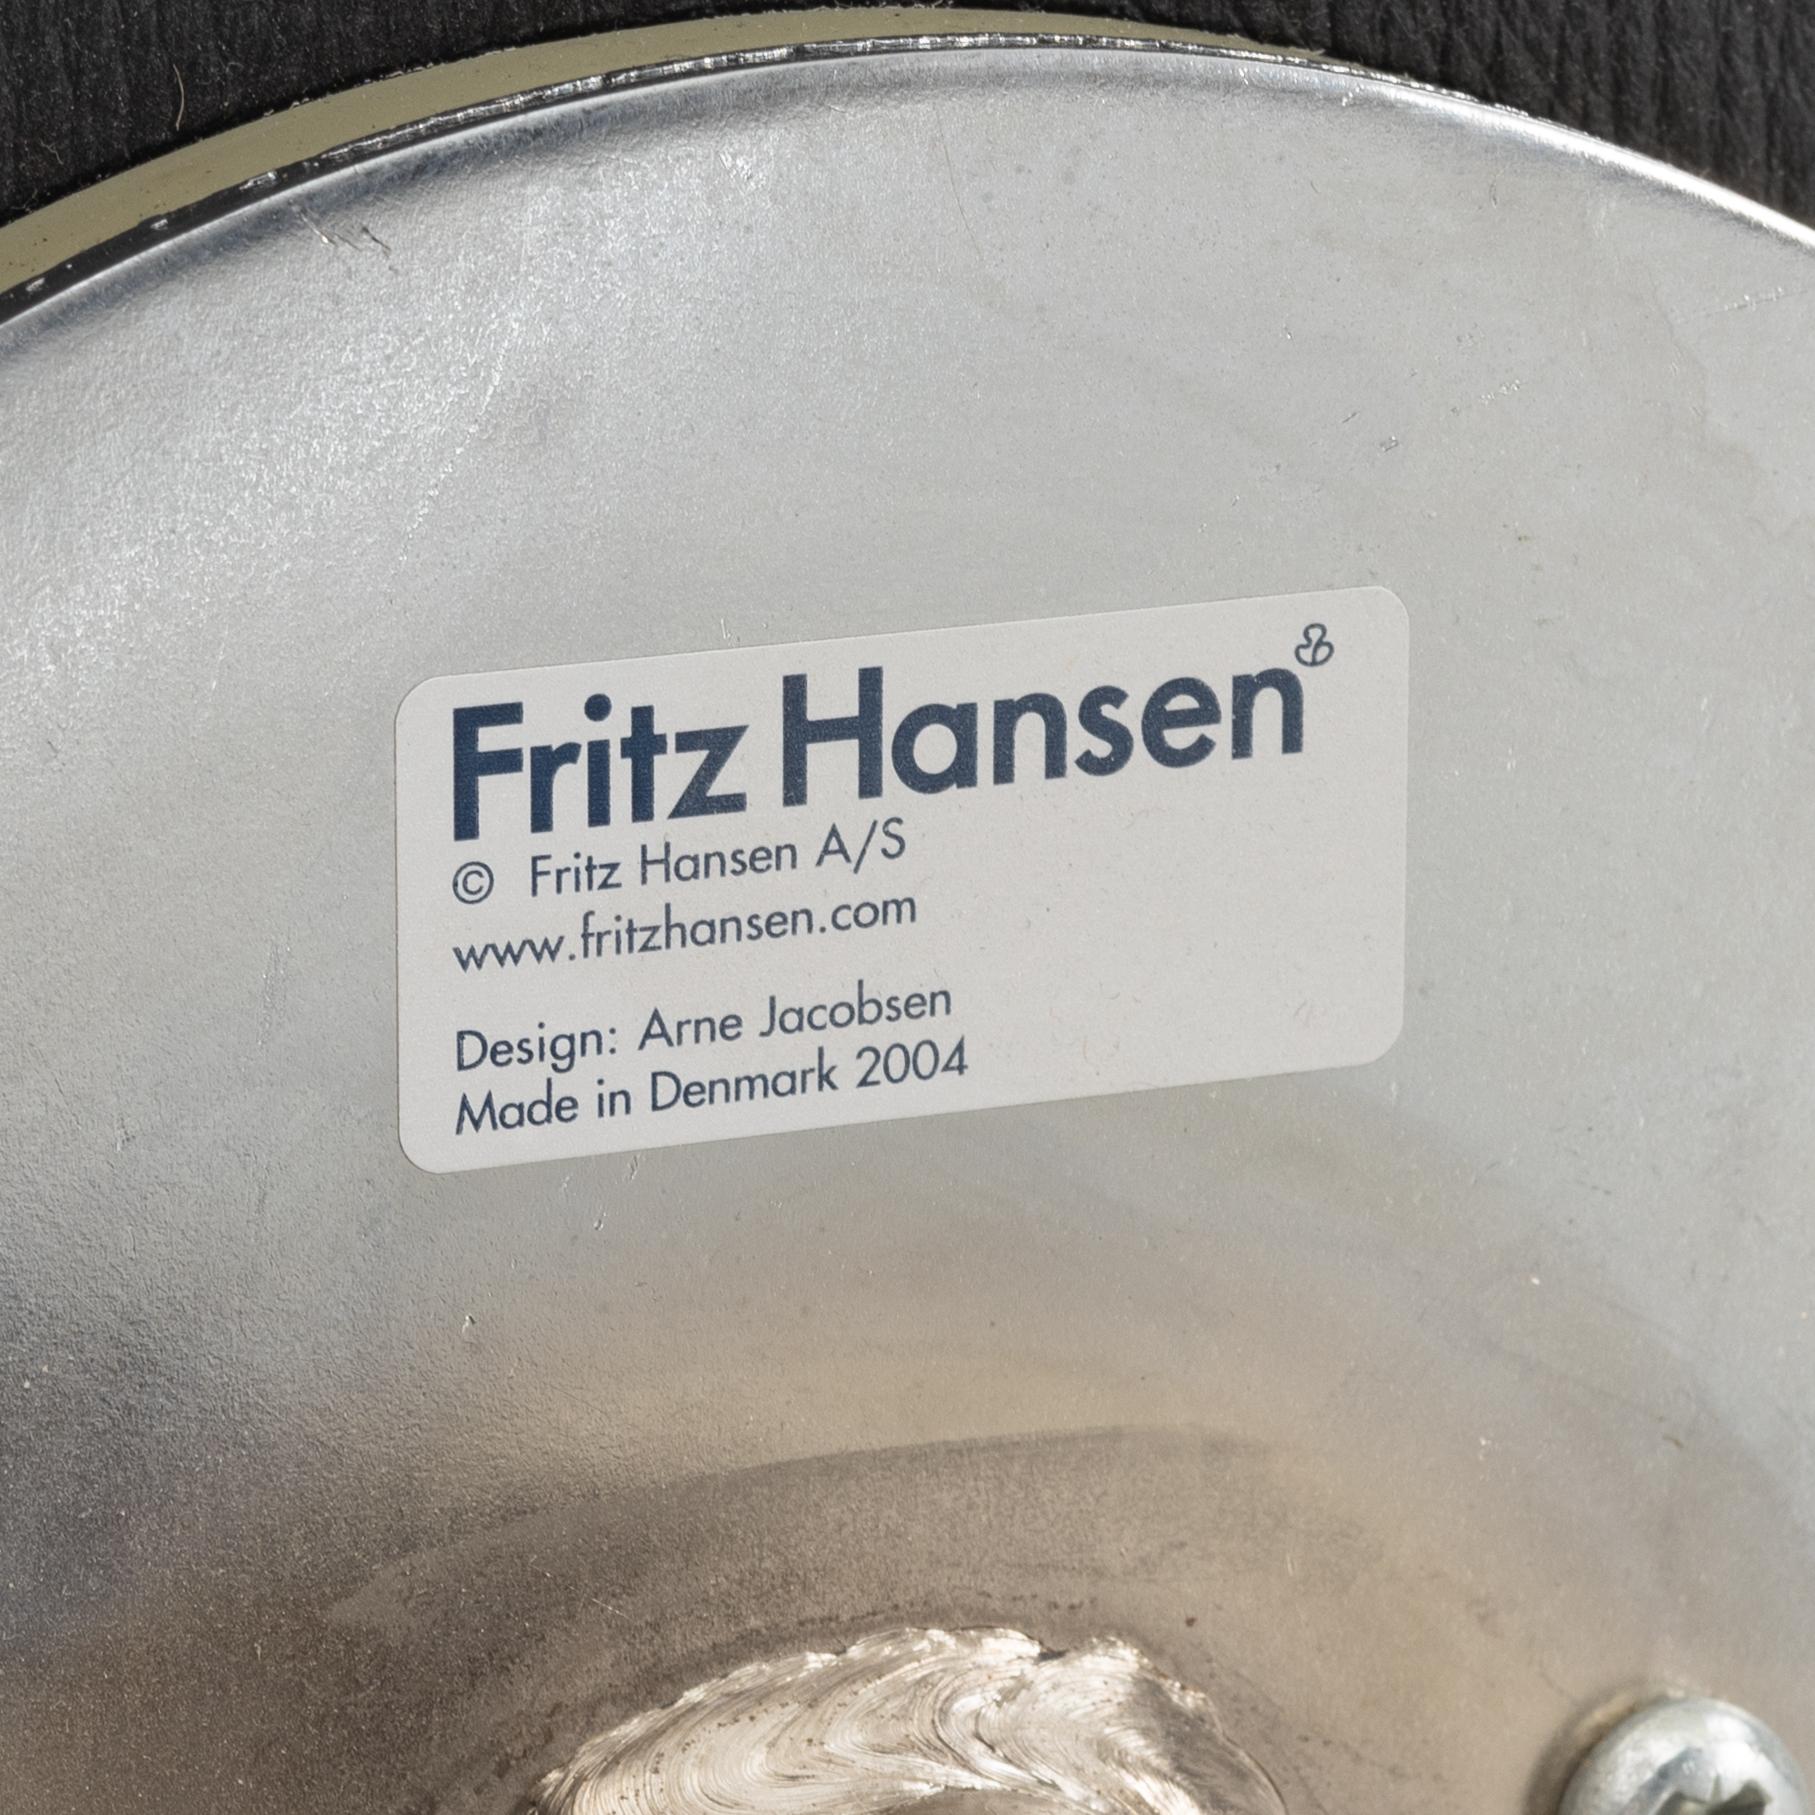 Fritz Hansen
© Fritz Hansen A/S
www.fritzhansen.com
Design: Arne Jacobsen
Made in Denmark 2004